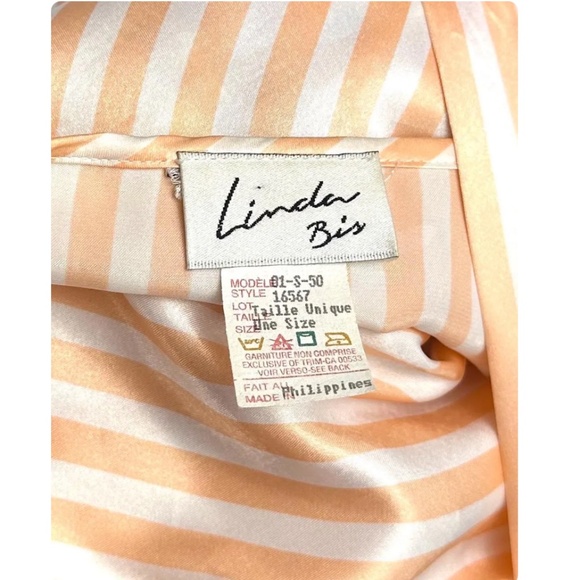 Linda
Bis
MODÈLE 01-S-50
STYLE 16567
LOT
TAILLE Taille Unique
SIZE One Size
GARNITURE NON COMPRISE
EXCLUSIVE OF TRIM-CA 00533
VOIR VERSO-SEE BACK
FAIT AU
MADE IN Philippines